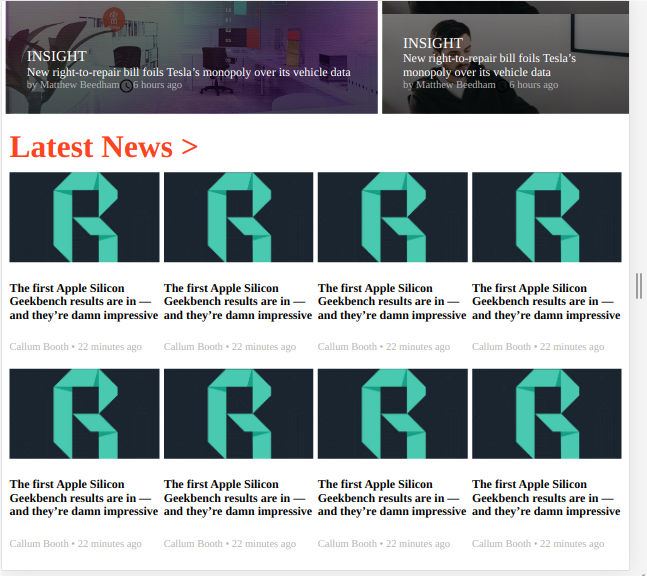 INSIGHT
New right-to-repair bill foils Tesla's monopoly over its vehicle data
by Matthew Beedham 6 hours ago
INSIGHT
New right-to-repair bill foils Tesla's
monopoly over its vehicle data
by Matthew Beedham 6 hours ago
Latest News >
The first Apple Silicon
Geekbench results are in —
and they're damn impressive
Callum Booth • 22 minutes ago
The first Apple Silicon
Geekbench results are in —
and they're damn impressive
Callum Booth • 22 minutes ago
The first Apple Silicon
Geekbench results are in —
and they're damn impressive
Callum Booth • 22 minutes ago
The first Apple Silicon
Geekbench results are in —
and they're damn impressive
Callum Booth • 22 minutes ago
The first Apple Silicon
Geekbench results are in —
and they're damn impressive
Callum Booth • 22 minutes ago
The first Apple Silicon
Geekbench results are in —
and they're damn impressive
Callum Booth • 22 minutes ago
The first Apple Silicon
Geekbench results are in —
and they're damn impressive
Callum Booth • 22 minutes ago
The first Apple Silicon
Geekbench results are in —
and they're damn impressive
Callum Booth • 22 minutes ago